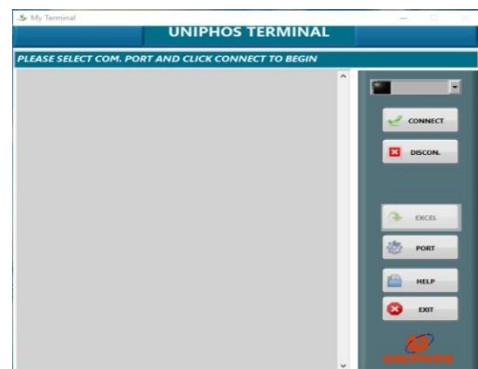 My Terminal
UNIPHOS TERMINAL
PLEASE SELECT COM. PORT AND CLICK CONNECT TO BEGIN
CONNECT
DISCON.
EXCEL
PORT
HELP
EXIT
UNIPHOS